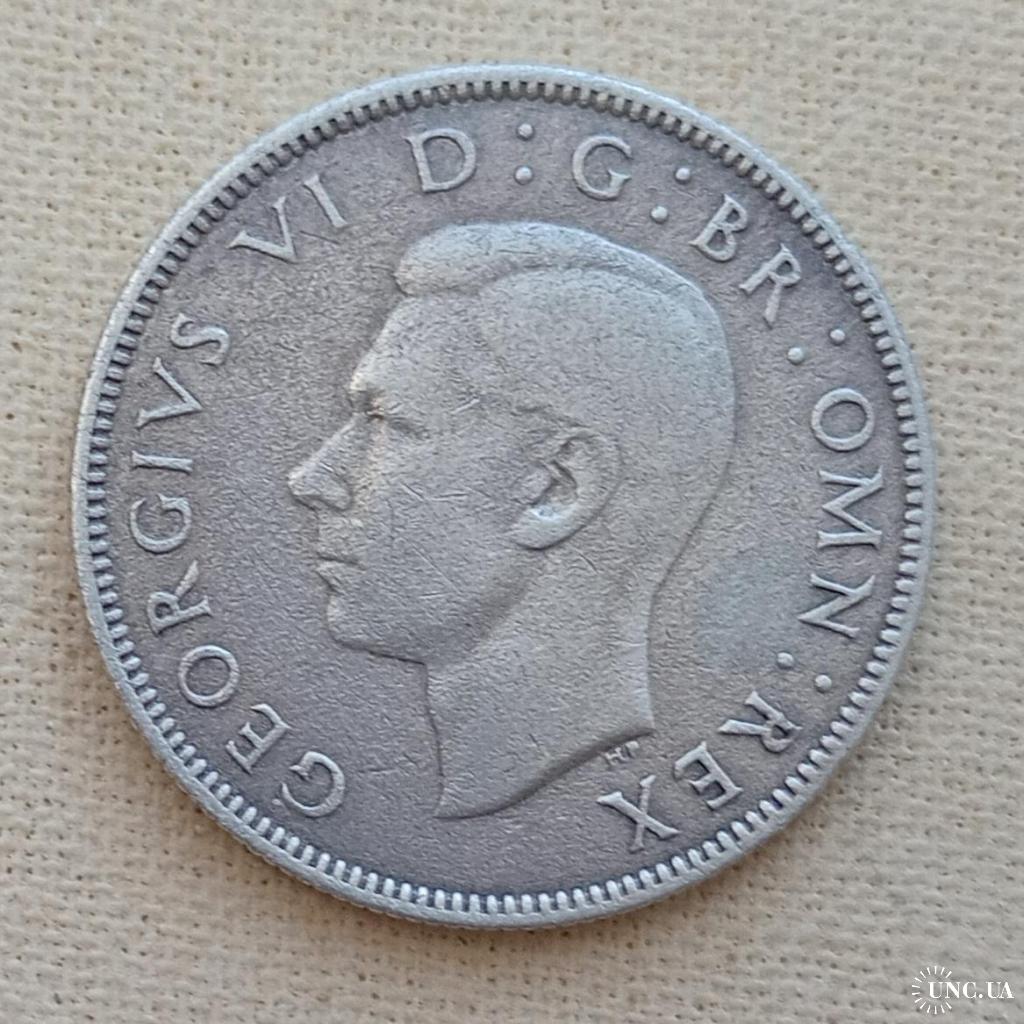 GEORGIVS VI D : G : BR : OMN : REX
HP
UNC.UA